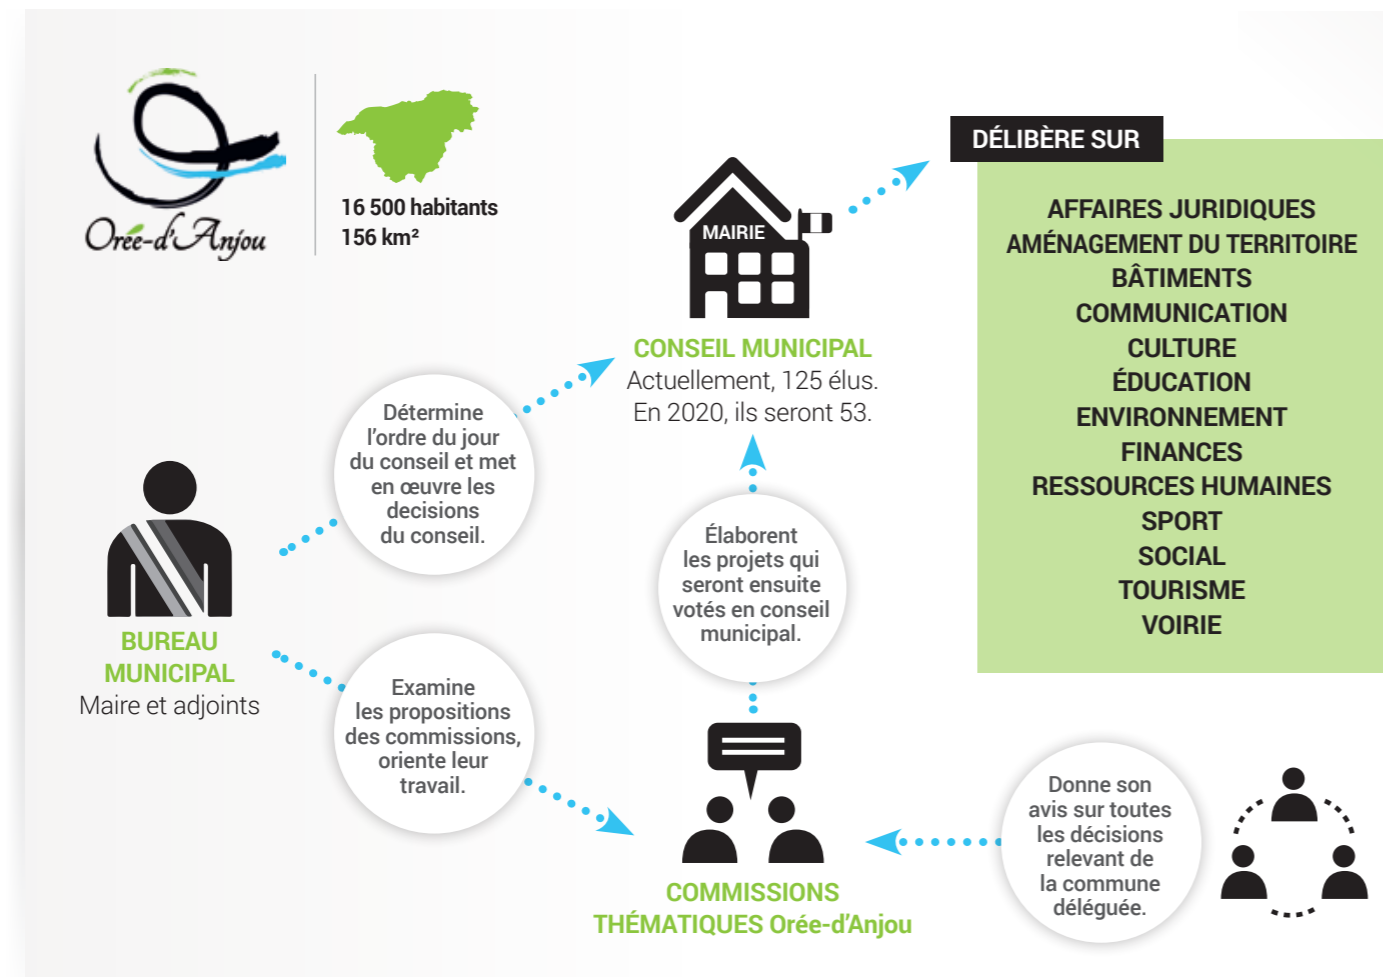 Orée-d'Anjou
16 500 habitants
156 km²
MAIRIE
CONSEIL MUNICIPAL
Actuellement, 125 élus.
En 2020, ils seront 53.
DÉLIBÈRE SUR
AFFAIRES JURIDIQUES
AMÉNAGEMENT DU TERRITOIRE
BÂTIMENTS
COMMUNICATION
CULTURE
ÉDUCATION
ENVIRONNEMENT
FINANCES
RESSOURCES HUMAINES
SPORT
SOCIAL
TOURISME
VOIRIE
Détermine
l'ordre du jour
du conseil et met
en œuvre les
decisions
du conseil.
BUREAU
MUNICIPAL
Maire et adjoints
Élaborent
les projets qui
seront ensuite
votés en conseil
municipal.
Examine
les propositions
des commissions,
oriente leur
travail.
COMMISSIONS
THÉMATIQUES Orée-d'Anjou
Donne son
avis sur toutes
les décisions
relevant de
la commune
déléguée.